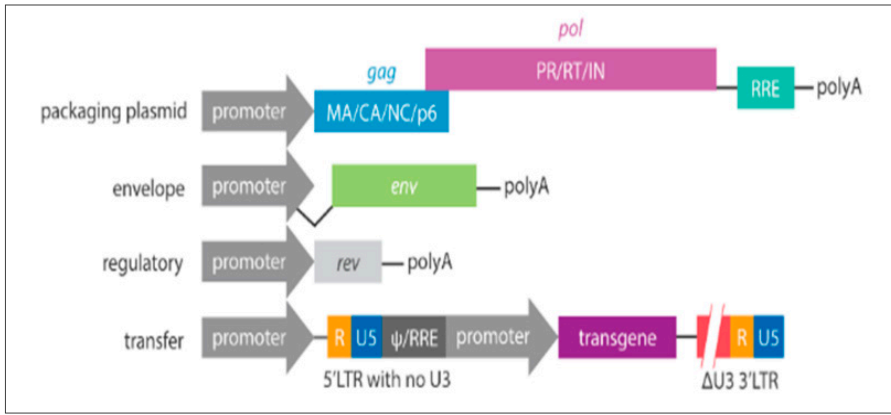 pol
gag
PR/RT/IN
RRE
polyA
packaging plasmid
promoter
MA/CA/NC/p6
envelope
promoter
env
polyA
regulatory
promoter
rev
polyA
transfer
promoter
R
U5
ψ/RRE
promoter
transgene
R
U5
5'LTR with no U3
ΔU3 3'LTR